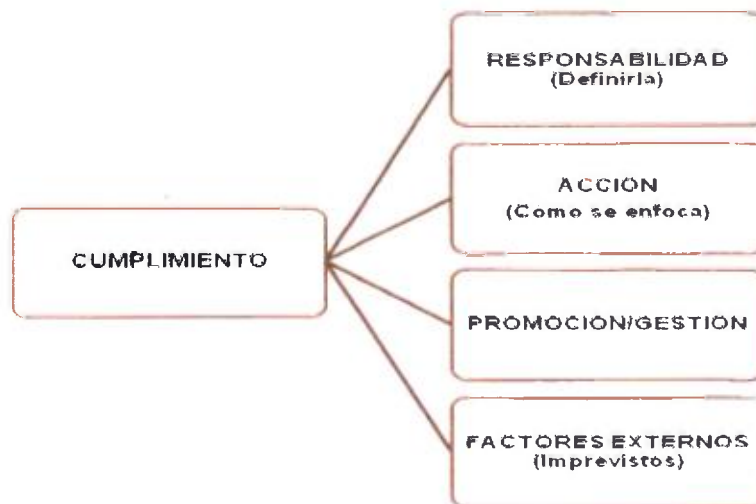 RESPONSABILIDAD
(Definirla)
ACCION
(Como se enfoca)
CUMPLIMIENTO
PROMOCION/GESTION
FACTORES EXTERNOS
(Imprevistos)